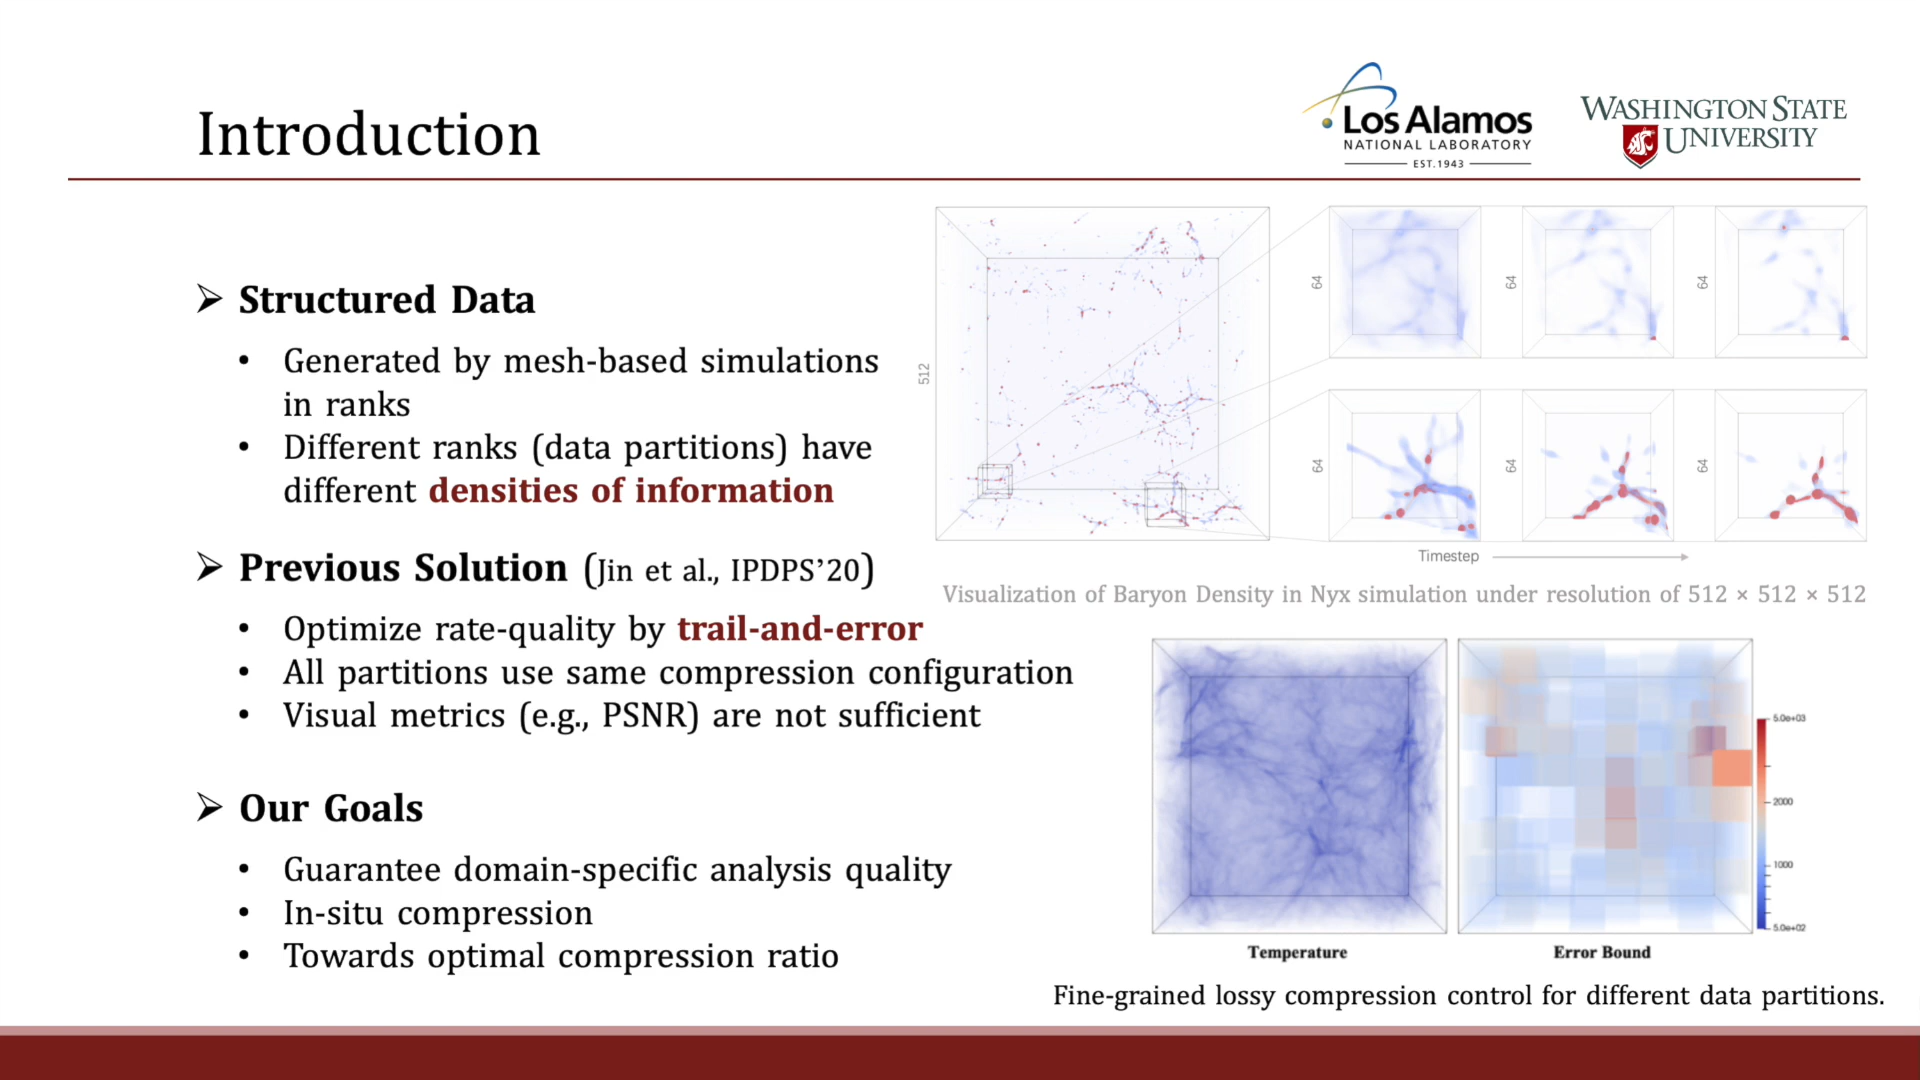 Introduction
Los Alamos
NATIONAL LABORATORY
EST.1943
WASHINGTON STATE
UNIVERSITY
➢ Structured Data
• Generated by mesh-based simulations
in ranks
• Different ranks (data partitions) have
different densities of information
➢ Previous Solution (Jin et al., IPDPS’20)
• Optimize rate-quality by trail-and-error
• All partitions use same compression configuration
• Visual metrics (e.g., PSNR) are not sufficient
➢ Our Goals
• Guarantee domain-specific analysis quality
• In-situ compression
• Towards optimal compression ratio
512
64
64
64
64
64
64
Timestep
Visualization of Baryon Density in Nyx simulation under resolution of 512 × 512 × 512
5.0e+03
2000
1000
5.0e+02
Temperature
Error Bound
Fine-grained lossy compression control for different data partitions.